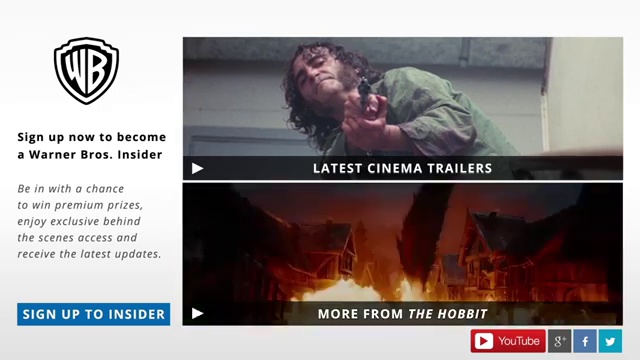 WB
Sign up now to become
a Warner Bros. Insider
Be in with a chance
to win premium prizes,
enjoy exclusive behind
the scenes access and
receive the latest updates.
SIGN UP TO INSIDER
LATEST CINEMA TRAILERS
MORE FROM THE HOBBIT
YouTube
g+
f